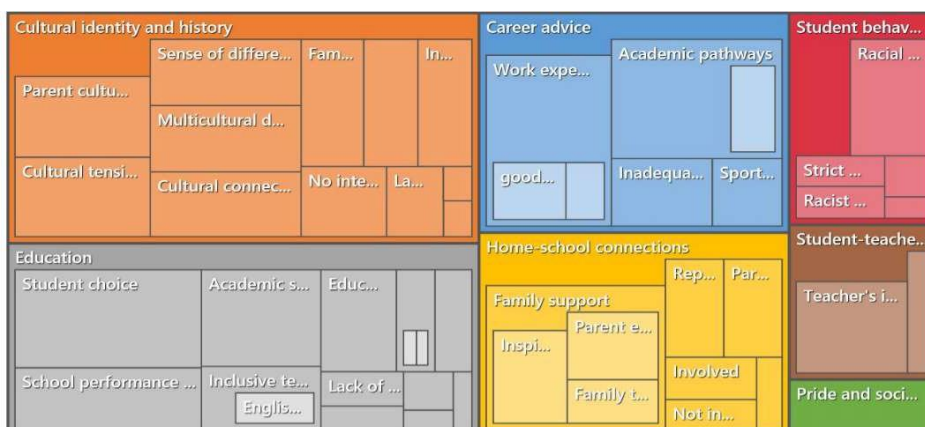 Cultural identity and history
Parent cultu...
Cultural tensi...
Sense of differe...
Multicultural d...
Cultural connec...
Fam...
In...
No inte...
La...
Career advice
Work expe...
good...
Academic pathways
Inadequa...
Sport...
Student behav...
Racial ...
Strict ...
Racist ...
Education
Student choice
School performance ...
Academic s...
Inclusive te...
Englis...
Educ...
Lack of ...
Home-school connections
Family support
Inspi...
Parent e...
Family t...
Rep...
Par...
Involved
Not in...
Student-teache...
Teacher's i...
Pride and soci...